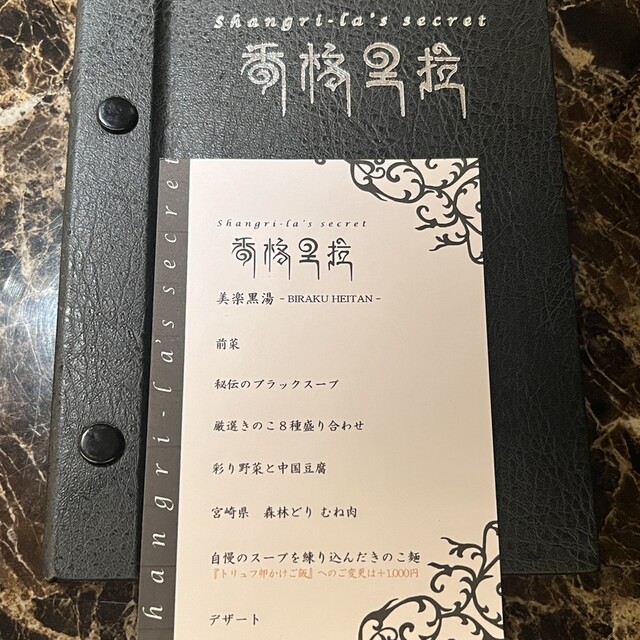 Shangri-la's secret
香格里拉
Shangri-la's secret
香格里拉
美楽黒湯 - BIRAKU HEITAN -
前菜
秘伝のブラックスープ
厳選きのこ８種盛り合わせ
彩り野菜と中国豆腐
宮崎県　森林どり むね肉
自慢のスープを練り込んだきのこ麺
『トリュフ卵かけご飯』へのご変更は＋1,000円
デザート
hangri-la's secret